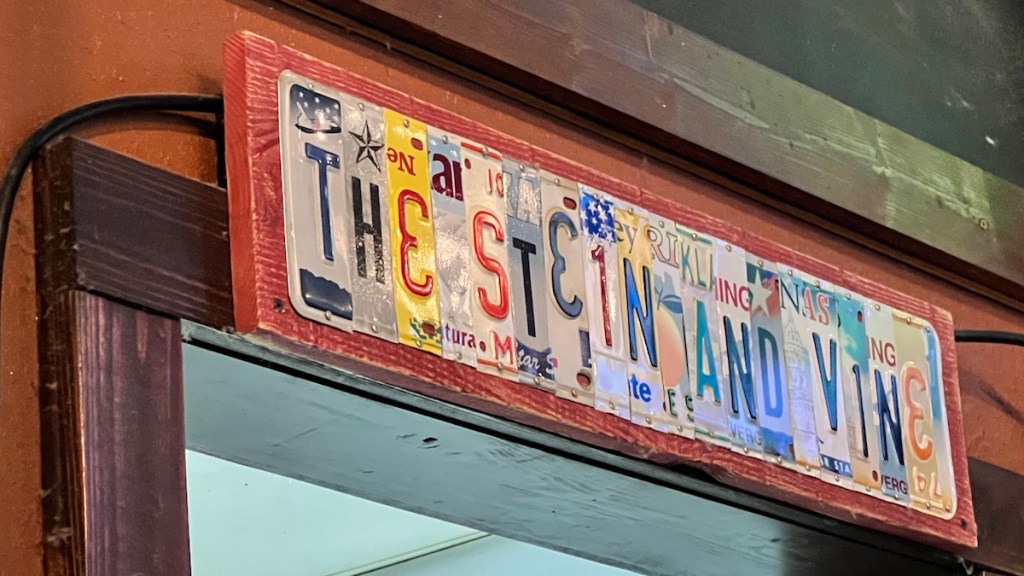 THE STEIN AND VINE